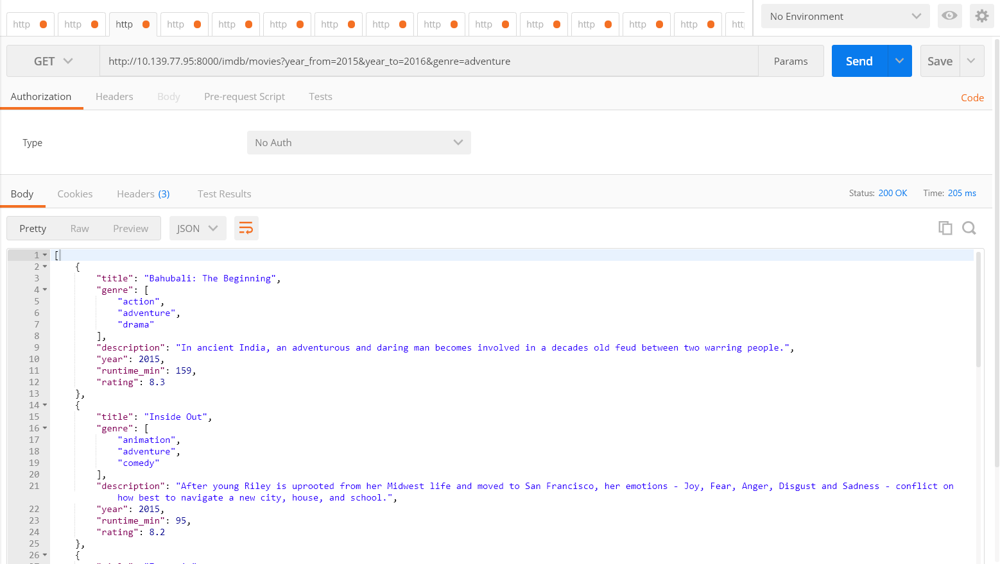 http http http http http http http http http http http http http http
No Environment
GET http://10.139.77.95:8000/imdb/movies?year_from=2015&year_to=2016&genre=adventure Params Send Save
Authorization Headers Body Pre-request Script Tests Code
Type No Auth
Body Cookies Headers (3) Test Results Status: 200 OK Time: 205 ms
Pretty Raw Preview JSON
1 [
2 {
3 "title": "Bahubali: The Beginning",
4 "genre": [
5 "action",
6 "adventure",
7 "drama"
8 ],
9 "description": "In ancient India, an adventurous and daring man becomes involved in a decades old feud between two warring people.",
10 "year": 2015,
11 "runtime_min": 159,
12 "rating": 8.3
13 },
14 {
15 "title": "Inside Out",
16 "genre": [
17 "animation",
18 "adventure",
19 "comedy"
20 ],
21 "description": "After young Riley is uprooted from her Midwest life and moved to San Francisco, her emotions - Joy, Fear, Anger, Disgust and Sadness - conflict on
how best to navigate a new city, house, and school.",
22 "year": 2015,
23 "runtime_min": 95,
24 "rating": 8.2
25 },
26 {